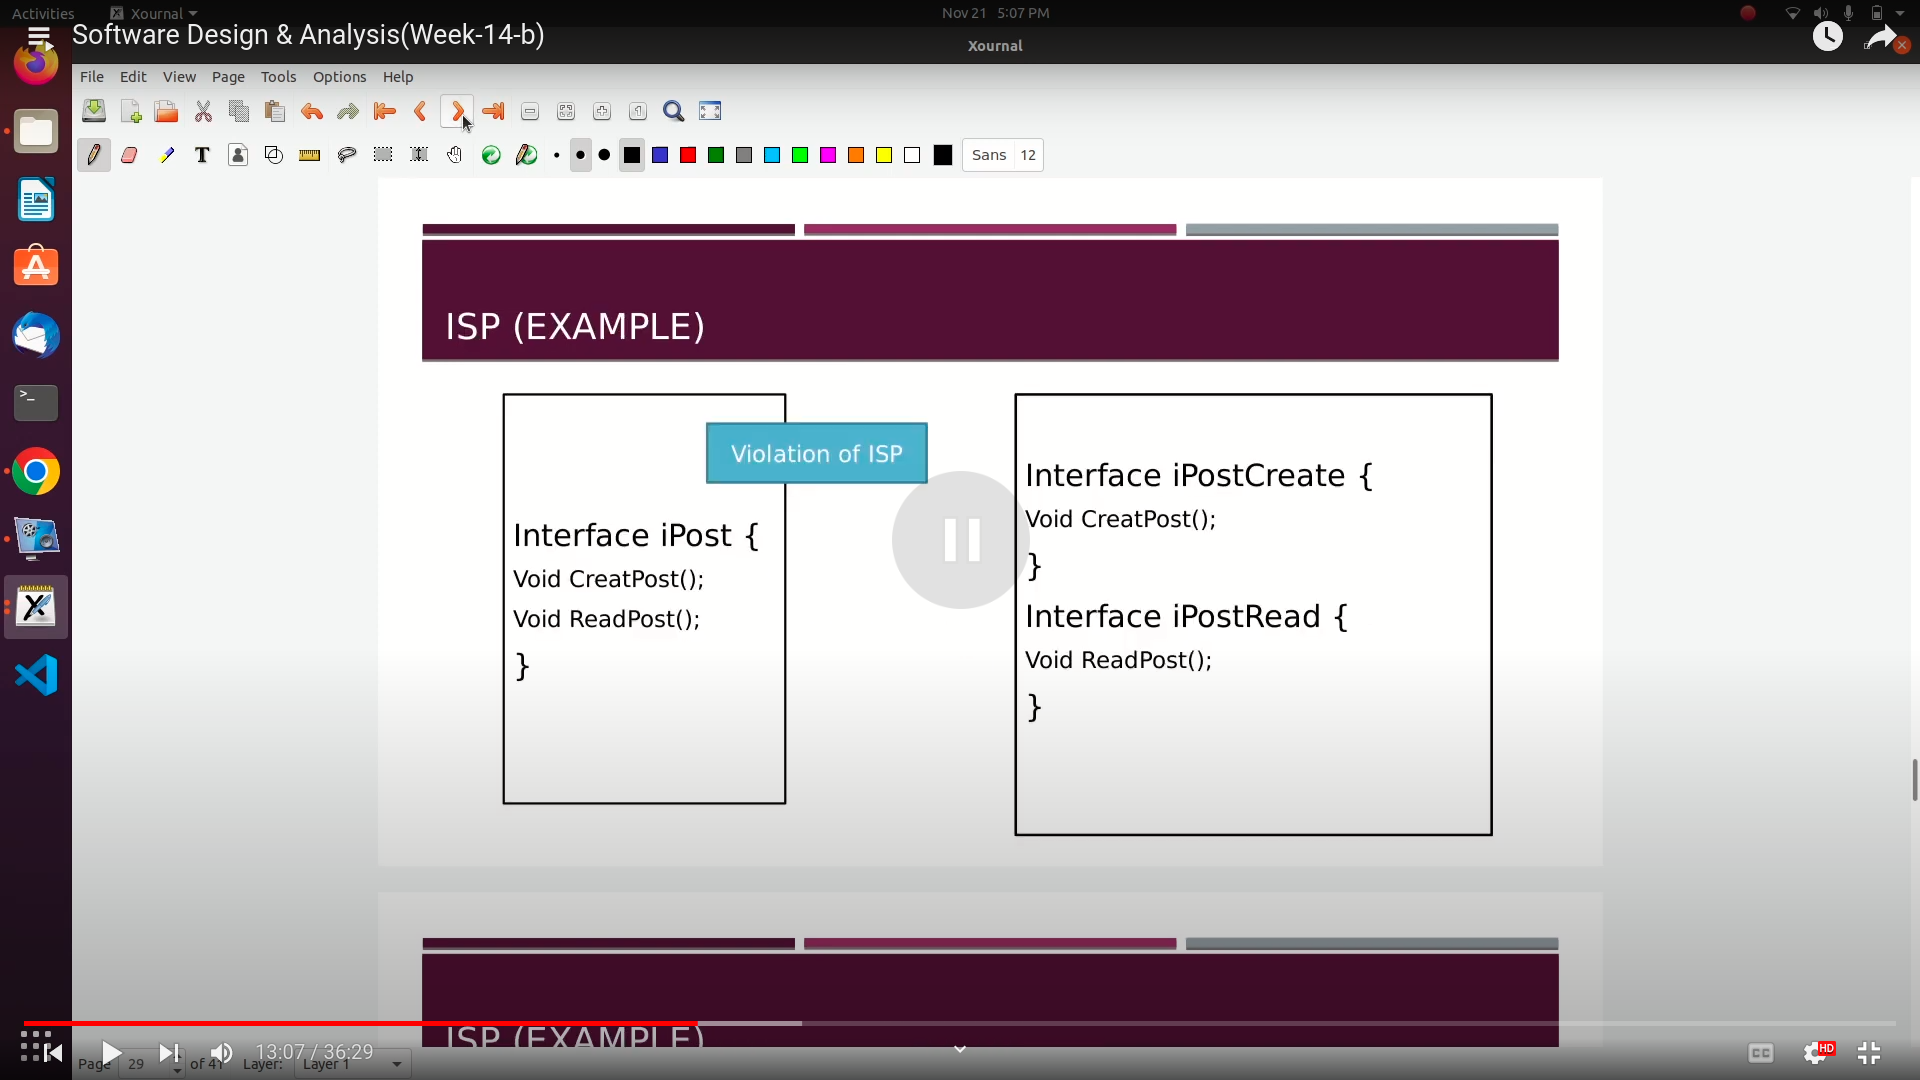 Activities
Xournal
Nov 21 5:07 PM
Software Design & Analysis(Week-14-b)
Xournal
File Edit View Page Tools Options Help
Sans 12
ISP (EXAMPLE)
Violation of ISP
Interface iPost {
Void CreatPost();
Void ReadPost();
}
Interface iPostCreate {
Void CreatPost();
}
Interface iPostRead {
Void ReadPost();
}
ISP (EXAMPLE)
13:07 / 36:29
CC
HD
Page 29 of 41 Layer: Layer 1